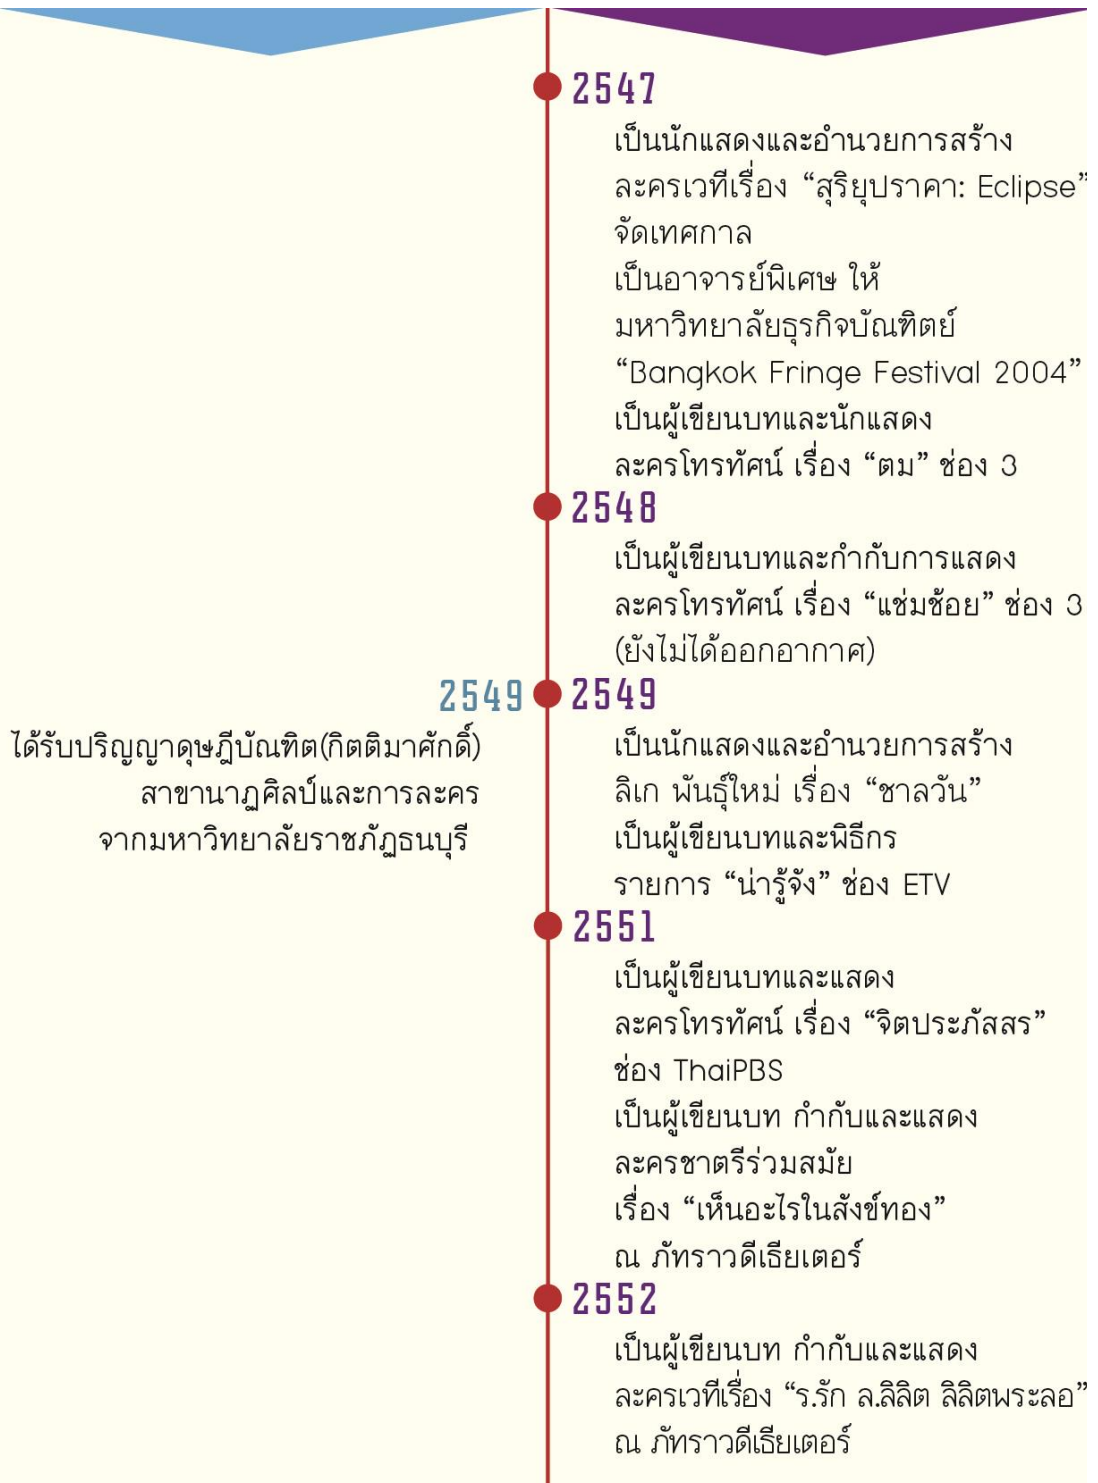 2547
เป็นนักแสดงและอำนวยการสร้าง
ละครเวทีเรื่อง “สุริยุปราคา: Eclipse”
จัดเทศกาล
เป็นอาจารย์พิเศษ ให้
มหาวิทยาลัยธุรกิจบัณฑิตย์
“Bangkok Fringe Festival 2004”
เป็นผู้เขียนบทและนักแสดง
ละครโทรทัศน์ เรื่อง “ตม” ช่อง 3
2548
เป็นผู้เขียนบทและกำกับการแสดง
ละครโทรทัศน์ เรื่อง “แช่มช้อย” ช่อง 3
(ยังไม่ได้ออกอากาศ)
2549
ได้รับปริญญาดุษฎีบัณฑิต(กิตติมาศักดิ์)
สาขานาฏศิลป์และการละคร
จากมหาวิทยาลัยราชภัฏธนบุรี
2549
เป็นนักแสดงและอำนวยการสร้าง
ลิเก พันธุ์ใหม่ เรื่อง “ชาลวัน”
เป็นผู้เขียนบทและพิธีกร
รายการ “น่ารู้จัง” ช่อง ETV
2551
เป็นผู้เขียนบทและแสดง
ละครโทรทัศน์ เรื่อง “จิตประภัสสร”
ช่อง ThaiPBS
เป็นผู้เขียนบท กำกับและแสดง
ละครชาตรีร่วมสมัย
เรื่อง “เห็นอะไรในสังข์ทอง”
ณ ภัทราวดีเธียเตอร์
2552
เป็นผู้เขียนบท กำกับและแสดง
ละครเวทีเรื่อง “ร.รัก ล.ลิลิต ลิลิตพระลอ”
ณ ภัทราวดีเธียเตอร์